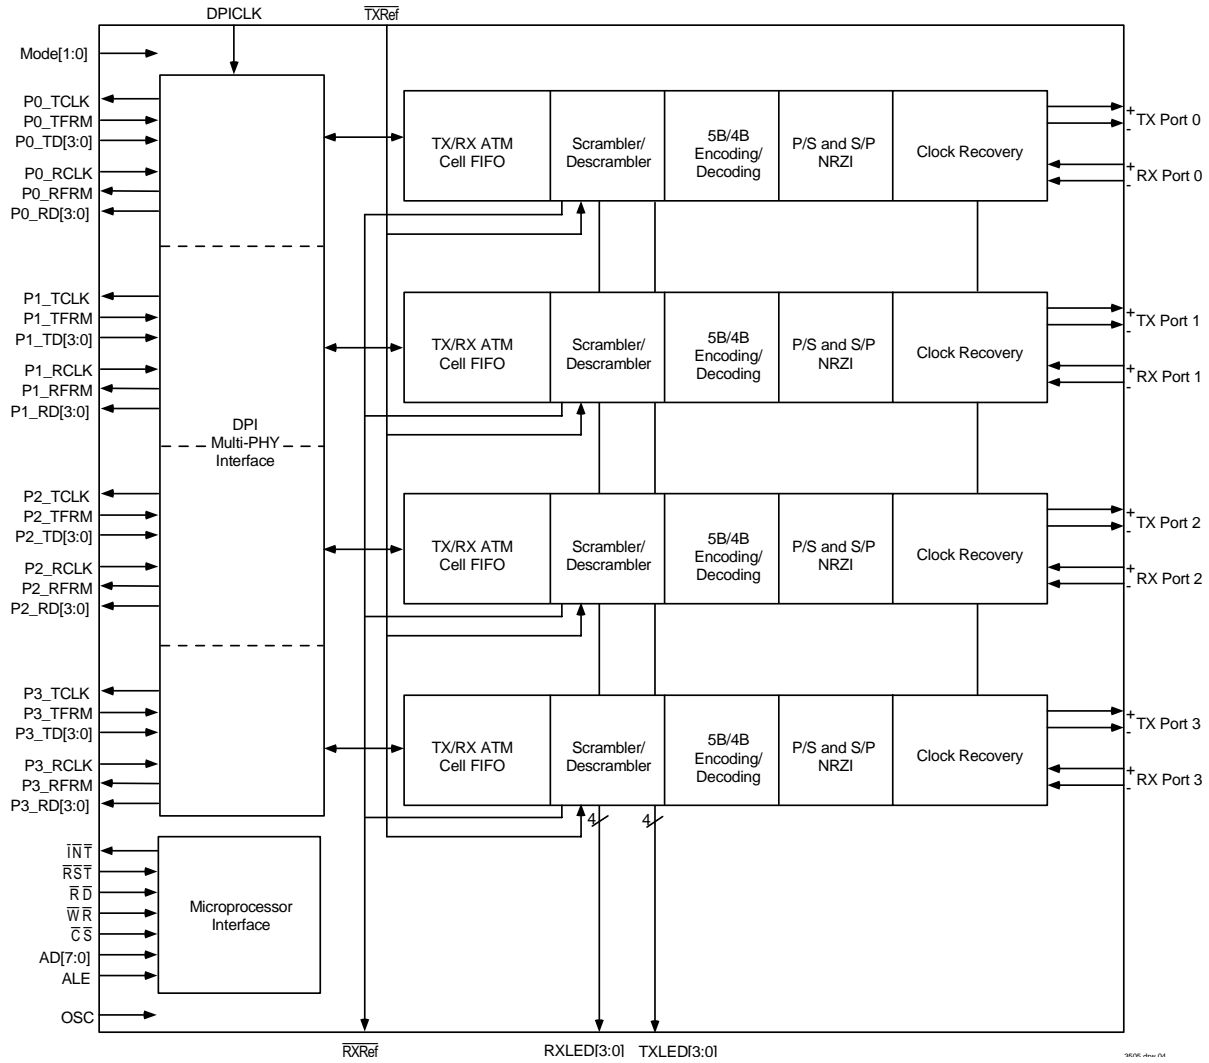 DPICLK
TXRef
Mode[1:0]
P0_TCLK
P0_TFRM
P0_TD[3:0]
P0_RCLK
P0_RFRM
P0_RD[3:0]
TX/RX ATM
Cell FIFO
Scrambler/
Descrambler
5B/4B
Encoding/
Decoding
P/S and S/P
NRZI
Clock Recovery
+
-
TX Port 0
+
-
RX Port 0
P1_TCLK
P1_TFRM
P1_TD[3:0]
P1_RCLK
P1_RFRM
P1_RD[3:0]
TX/RX ATM
Cell FIFO
Scrambler/
Descrambler
5B/4B
Encoding/
Decoding
P/S and S/P
NRZI
Clock Recovery
+
-
TX Port 1
+
-
RX Port 1
DPI
Multi-PHY
Interface
P2_TCLK
P2_TFRM
P2_TD[3:0]
P2_RCLK
P2_RFRM
P2_RD[3:0]
TX/RX ATM
Cell FIFO
Scrambler/
Descrambler
5B/4B
Encoding/
Decoding
P/S and S/P
NRZI
Clock Recovery
+
-
TX Port 2
+
-
RX Port 2
P3_TCLK
P3_TFRM
P3_TD[3:0]
P3_RCLK
P3_RFRM
P3_RD[3:0]
TX/RX ATM
Cell FIFO
Scrambler/
Descrambler
5B/4B
Encoding/
Decoding
P/S and S/P
NRZI
Clock Recovery
+
-
TX Port 3
+
-
RX Port 3
4
4
INT
RST
RD
WR
CS
AD[7:0]
ALE
Microprocessor
Interface
OSC
RXRef
RXLED[3:0]
TXLED[3:0]
3505 drw 04